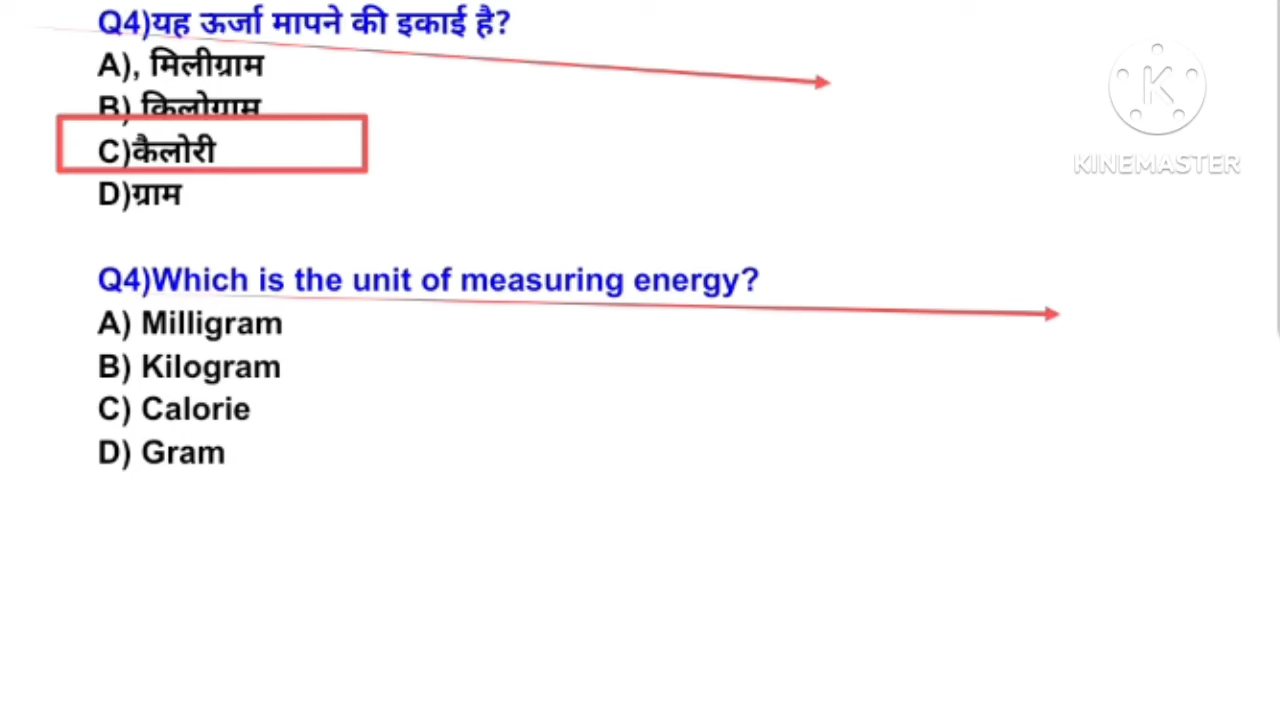 Q4)यह ऊर्जा मापने की इकाई है?
A), मिलीग्राम
B) किलोग्राम
C)कैलोरी
D)ग्राम
Q4)Which is the unit of measuring energy?
A) Milligram
B) Kilogram
C) Calorie
D) Gram
K
KINEMASTER